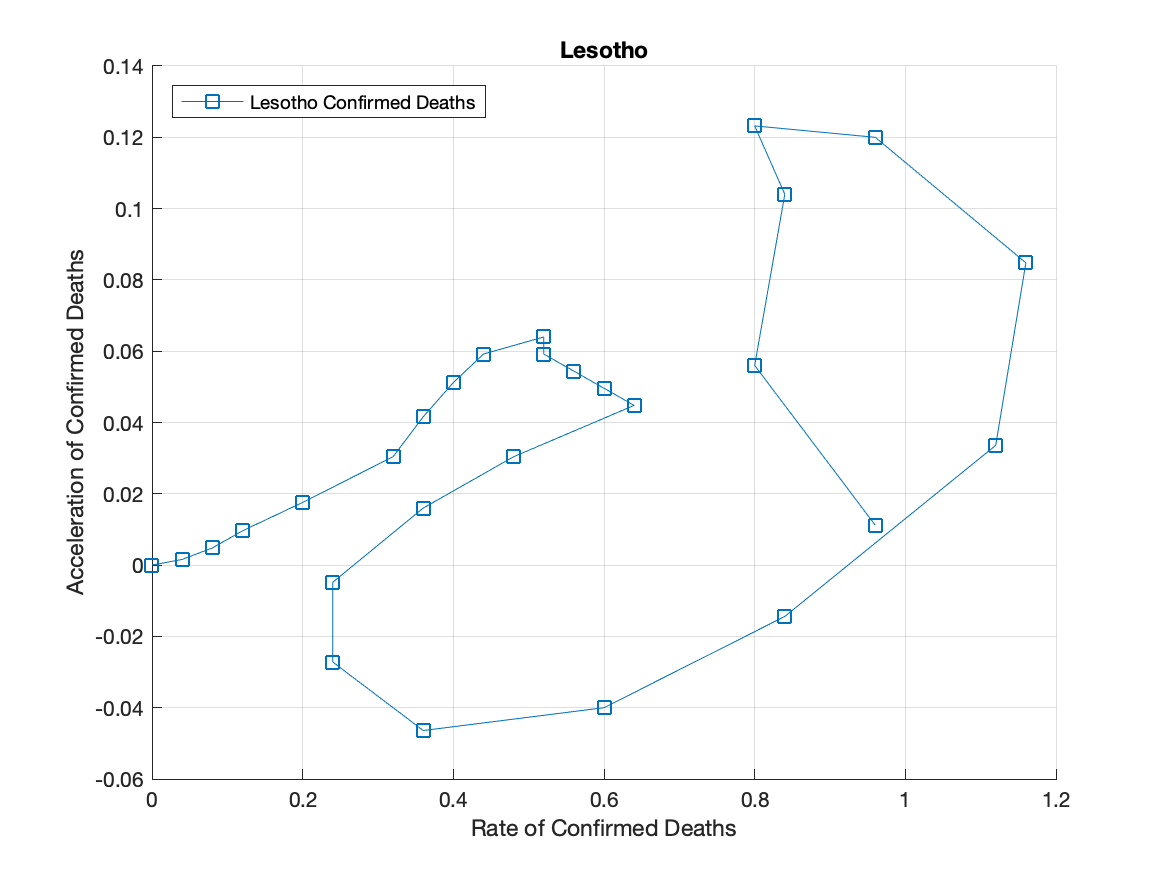 Lesotho
Lesotho Confirmed Deaths
Acceleration of Confirmed Deaths
0.14
0.12
0.1
0.08
0.06
0.04
0.02
0
-0.02
-0.04
-0.06
0 0.2 0.4 0.6 0.8 1 1.2
Rate of Confirmed Deaths